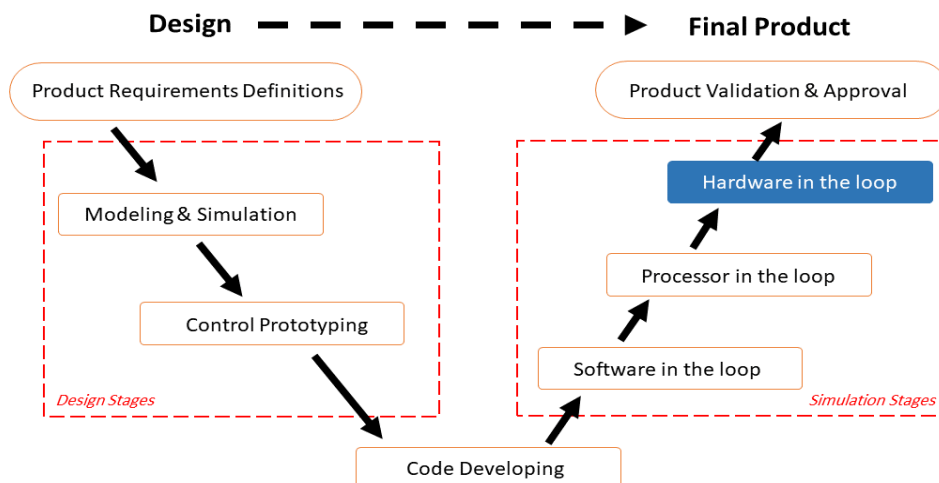 Design
Final Product
Product Requirements Definitions
Product Validation & Approval
Modeling & Simulation
Hardware in the loop
Control Prototyping
Processor in the loop
Software in the loop
Design Stages
Simulation Stages
Code Developing